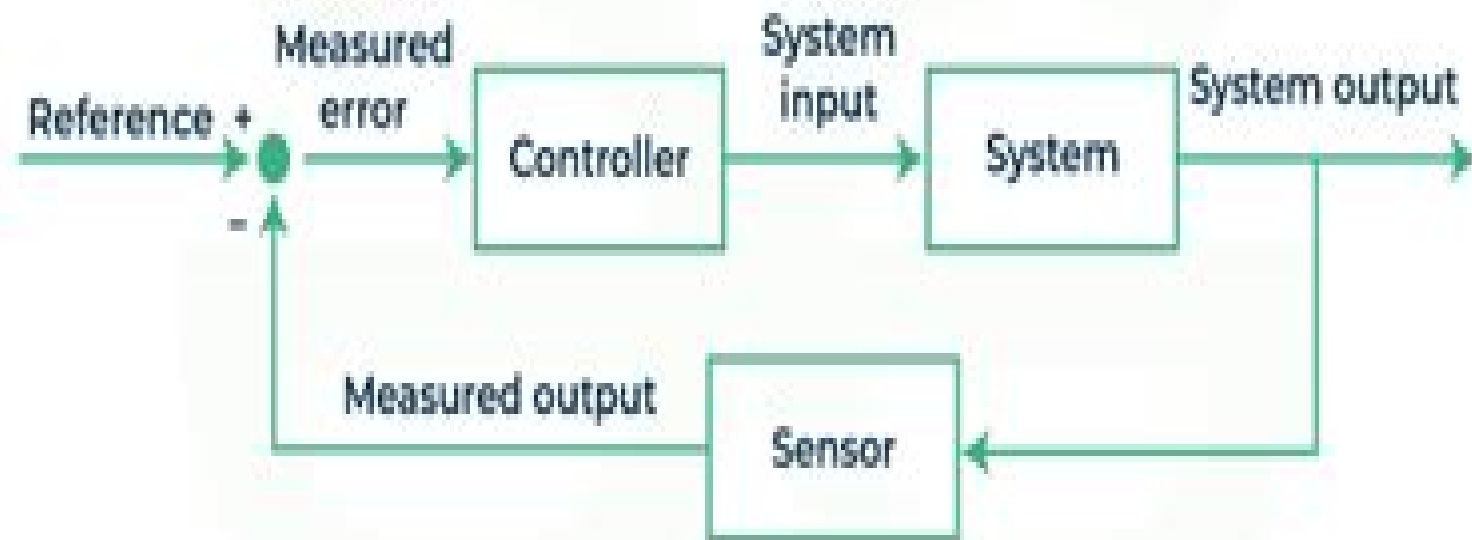 Reference +
Measured
error
Controller
System
input
System
System output
-
Measured output
Sensor